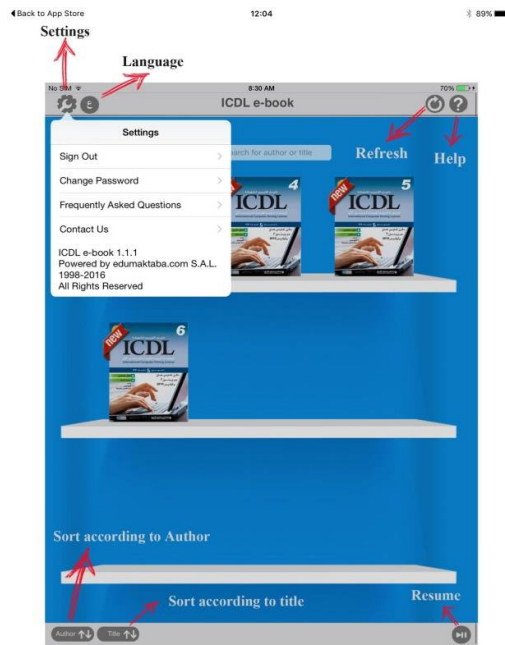 Back to App Store 12:04 89%
Settings
Language
No SIM 8:30 AM 70%
ع ICDL e-book ?
Settings
Search for author or title
Refresh
Help
Sign Out
Change Password
Frequently Asked Questions
Contact Us
ICDL e-book 1.1.1
Powered by edumaktaba.com S.A.L.
1998-2016
All Rights Reserved
4
ICDL
new 5
ICDL
new 6
ICDL
Sort according to Author
Sort according to title
Resume
Author Title